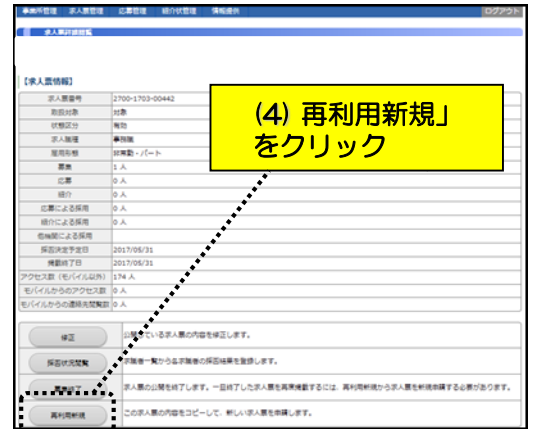 事業所管理 求人票管理 応募管理 紹介状管理 情報提供 ログアウト
求人票詳細閲覧
【求人票情報】
求人票番号 2700-1703-00442
取扱対象 対象
状態区分 有効
求人職種 事務職
雇用形態 非常勤・パート
募集 1 人
応募 0 人
紹介 0 人
応募による採用 0 人
紹介による採用 0 人
他機関による採用
採否決定予定日 2017/05/31
掲載終了日 2017/05/31
アクセス数（モバイル以外） 174 人
モバイルからのアクセス数 0 人
モバイルからの連絡先閲覧数 0 人
(4) 再利用新規」
をクリック
修正 公開している求人票の内容を修正します。
採否状況閲覧 求職者一覧から各求職者の採否結果を登録します。
募集終了 求人票の公開を終了します。一旦終了した求人票を再度掲載するには、再利用新規から求人票を新規申請する必要があります。
再利用新規 この求人票の内容をコピーして、新しい求人票を申請します。